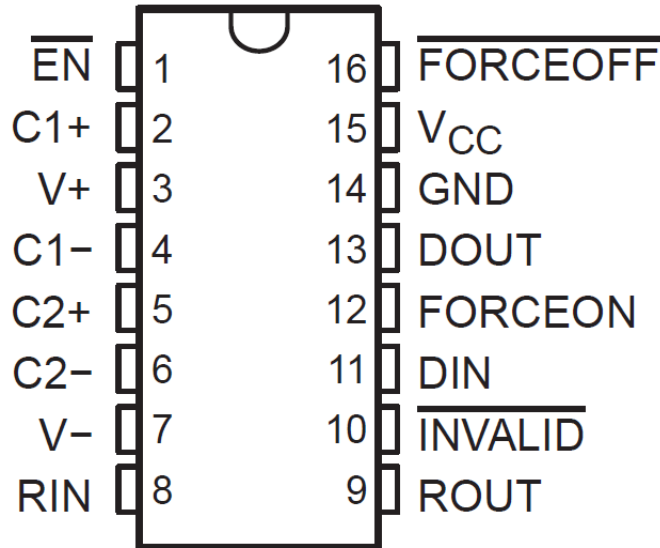 EN 1 16 FORCEOFF
C1+ 2 15 VCC
V+ 3 14 GND
C1− 4 13 DOUT
C2+ 5 12 FORCEON
C2− 6 11 DIN
V− 7 10 INVALID
RIN 8 9 ROUT